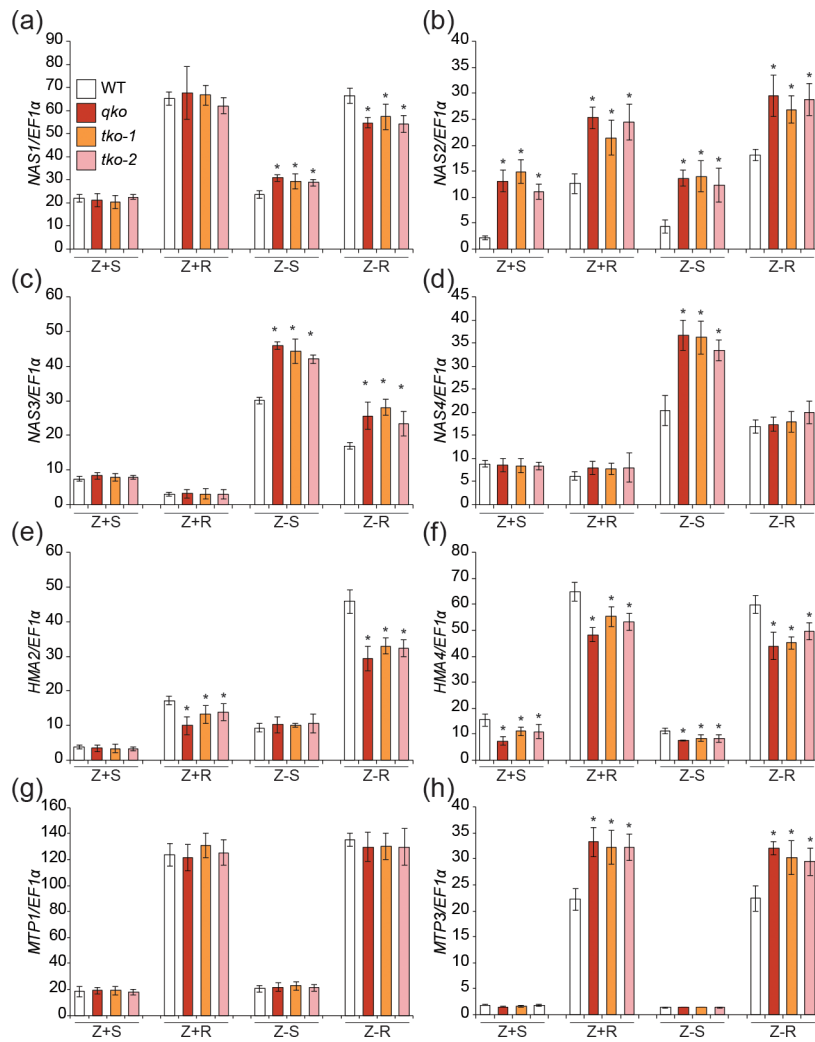 (a)
NAS1/EF1α
90
80
70
60
50
40
30
20
10
0
WT
qko
tko-1
tko-2
* * * * * *
Z+S Z+R Z-S Z-R
(b)
NAS2/EF1α
40
35
30
25
20
15
10
5
0
* * * * * * * * * * * *
Z+S Z+R Z-S Z-R
(c)
NAS3/EF1α
60
50
40
30
20
10
0
* * * * * *
Z+S Z+R Z-S Z-R
(d)
NAS4/EF1α
45
40
35
30
25
20
15
10
5
0
* * *
Z+S Z+R Z-S Z-R
(e)
HMA2/EF1α
60
50
40
30
20
10
0
* * * * * *
Z+S Z+R Z-S Z-R
(f)
HMA4/EF1α
80
70
60
50
40
30
20
10
0
* * * * * * * * * * * *
Z+S Z+R Z-S Z-R
(g)
MTP1/EF1α
160
140
120
100
80
60
40
20
0
Z+S Z+R Z-S Z-R
(h)
MTP3/EF1α
40
35
30
25
20
15
10
5
0
* * * * * *
Z+S Z+R Z-S Z-R